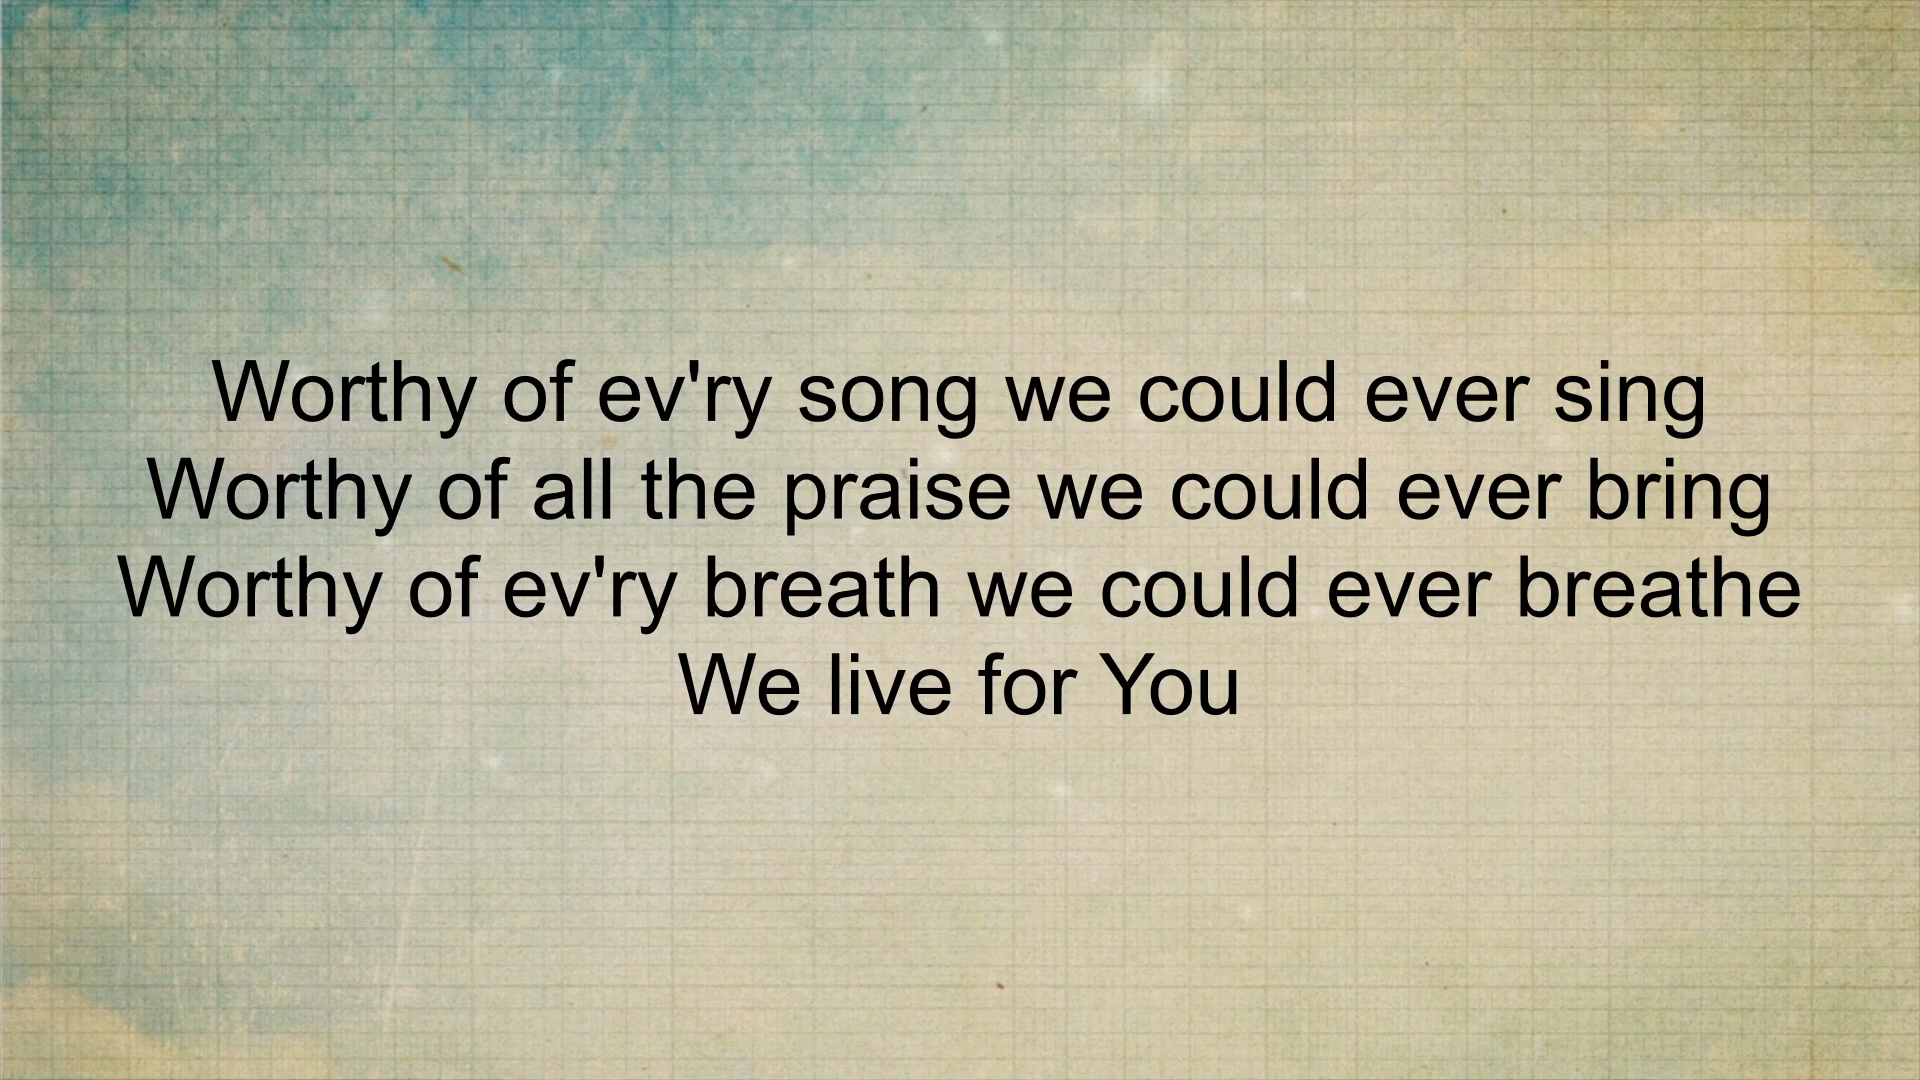 Worthy of ev'ry song we could ever sing
Worthy of all the praise we could ever bring
Worthy of ev'ry breath we could ever breathe
We live for You